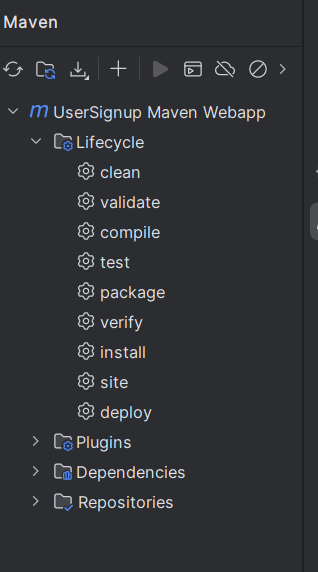 Maven
m UserSignup Maven Webapp
Lifecycle
clean
validate
compile
test
package
verify
install
site
deploy
Plugins
Dependencies
Repositories